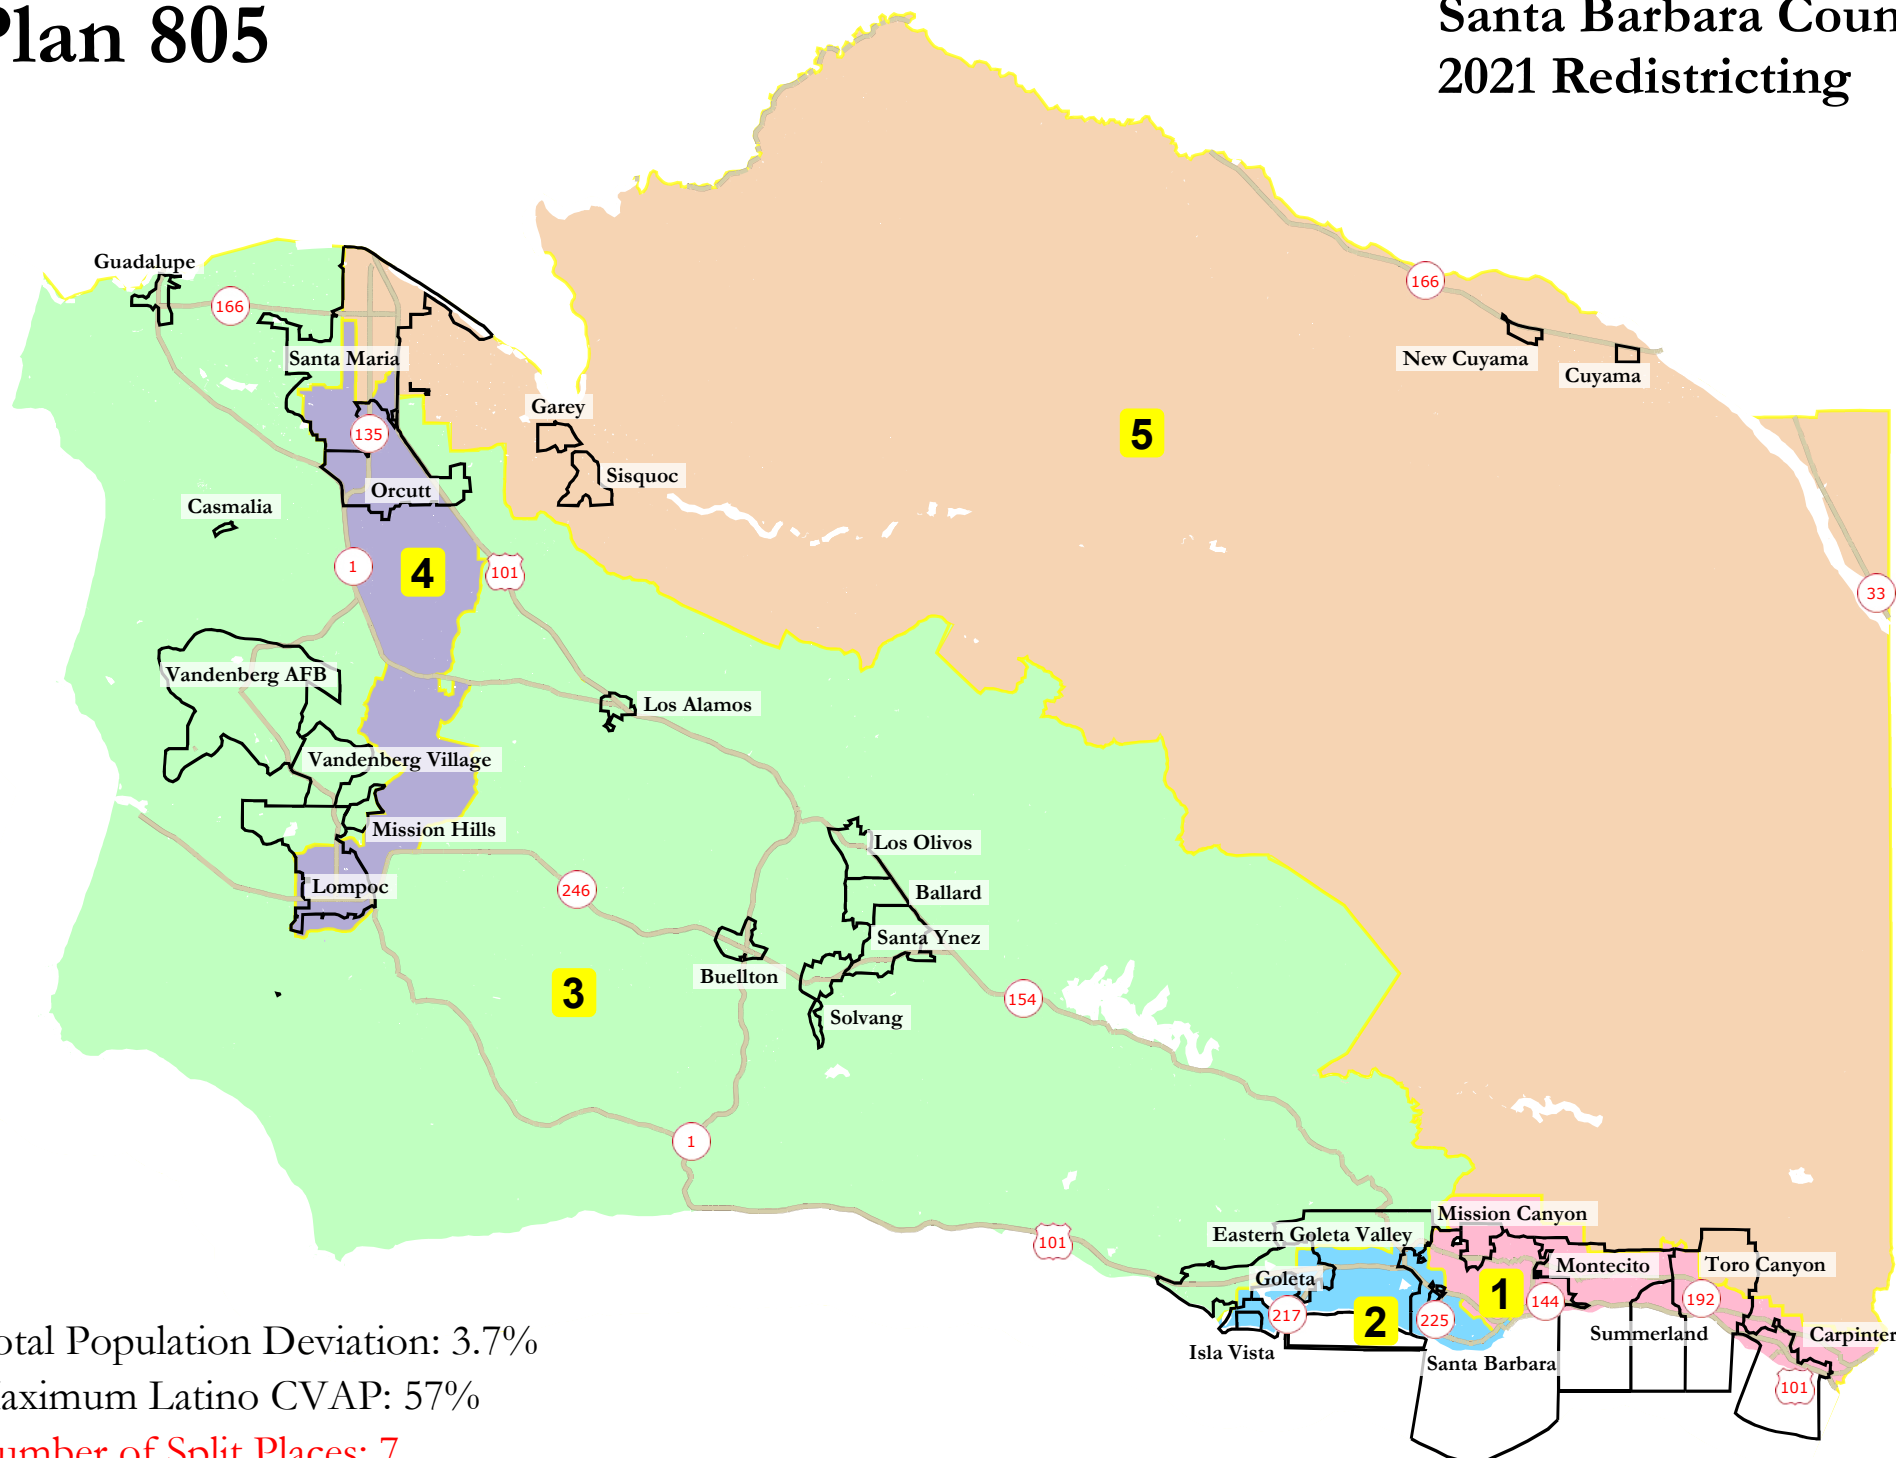 Plan 805
Santa Barbara Coun
2021 Redistricting
Guadalupe
166
166
Santa Maria
New Cuyama
Cuyama
Garey
135
5
Sisquoc
Orcutt
Casmalia
1
4
101
33
Vandenberg AFB
Los Alamos
Vandenberg Village
Mission Hills
Los Olivos
Lompoc
246
Ballard
Santa Ynez
Buellton
3
154
Solvang
1
Mission Canyon
Eastern Goleta Valley
101
Montecito
Toro Canyon
Goleta
1
144
192
217
2
225
Summerland
Carpinter
Isla Vista
Santa Barbara
101
otal Population Deviation: 3.7%
aximum Latino CVAP: 57%
umber of Split Places: 7